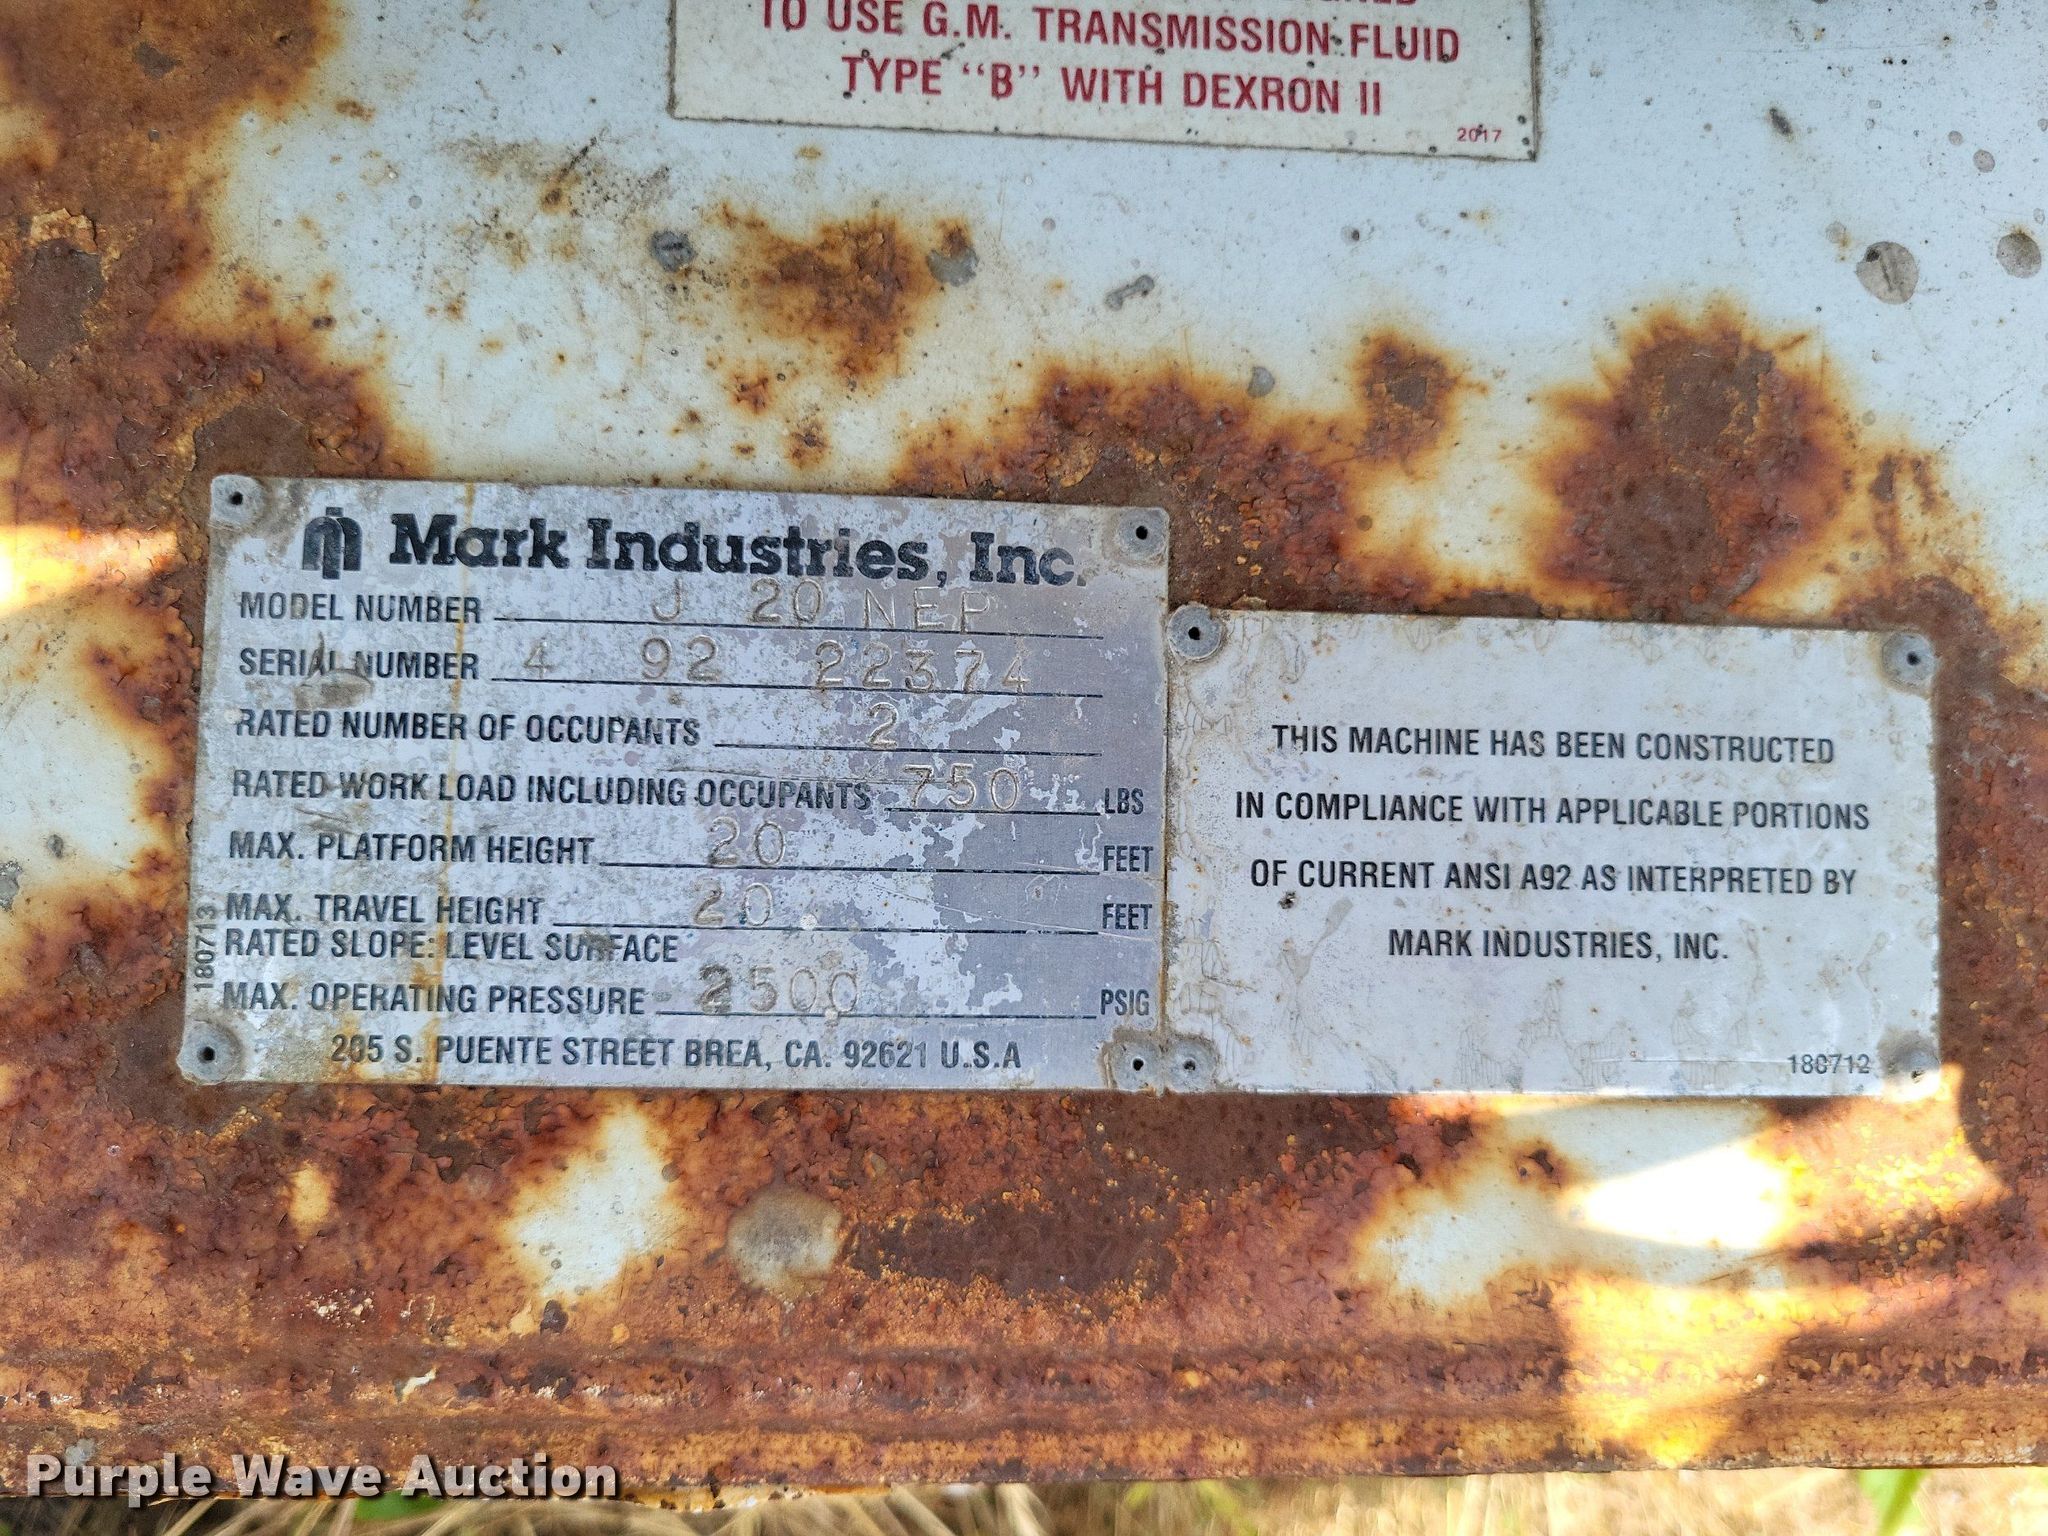 TO USE G.M. TRANSMISSION FLUID
TYPE "B" WITH DEXRON II
2017
Mark Industries, Inc.
MODEL NUMBER J 20 NEP
SERIAL NUMBER 4 92 22374
RATED NUMBER OF OCCUPANTS 2
RATED WORK LOAD INCLUDING OCCUPANTS 750 LBS
MAX. PLATFORM HEIGHT 20 FEET
MAX. TRAVEL HEIGHT 20 FEET
RATED SLOPE: LEVEL SURFACE
MAX. OPERATING PRESSURE 2500 PSIG
205 S. PUENTE STREET BREA, CA. 92621 U.S.A
180713
THIS MACHINE HAS BEEN CONSTRUCTED
IN COMPLIANCE WITH APPLICABLE PORTIONS
OF CURRENT ANSI A92 AS INTERPRETED BY
MARK INDUSTRIES, INC.
180712
Purple Wave Auction